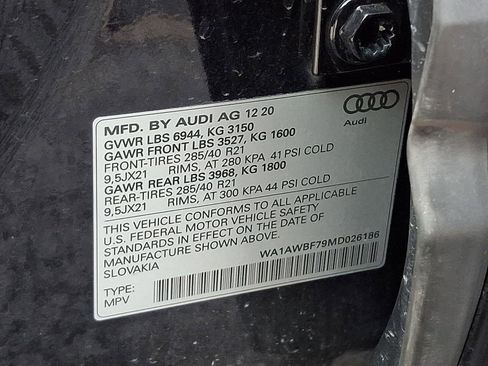 MFD. BY AUDI AG 12 20
GVWR LBS 6944, KG 3150
GAWR FRONT LBS 3527, KG 1600
FRONT-TIRES 285/40 R21
9,5JX21 RIMS, AT 280 KPA 41 PSI COLD
GAWR REAR LBS 3968, KG 1800
REAR-TIRES 285/40 R21
9,5JX21 RIMS, AT 300 KPA 44 PSI COLD
Audi
THIS VEHICLE CONFORMS TO ALL APPLICABLE
U.S. FEDERAL MOTOR VEHICLE SAFETY
STANDARDS IN EFFECT ON THE DATE OF
MANUFACTURE SHOWN ABOVE.
SLOVAKIA
WA1AWBF79MD026186
TYPE:
MPV